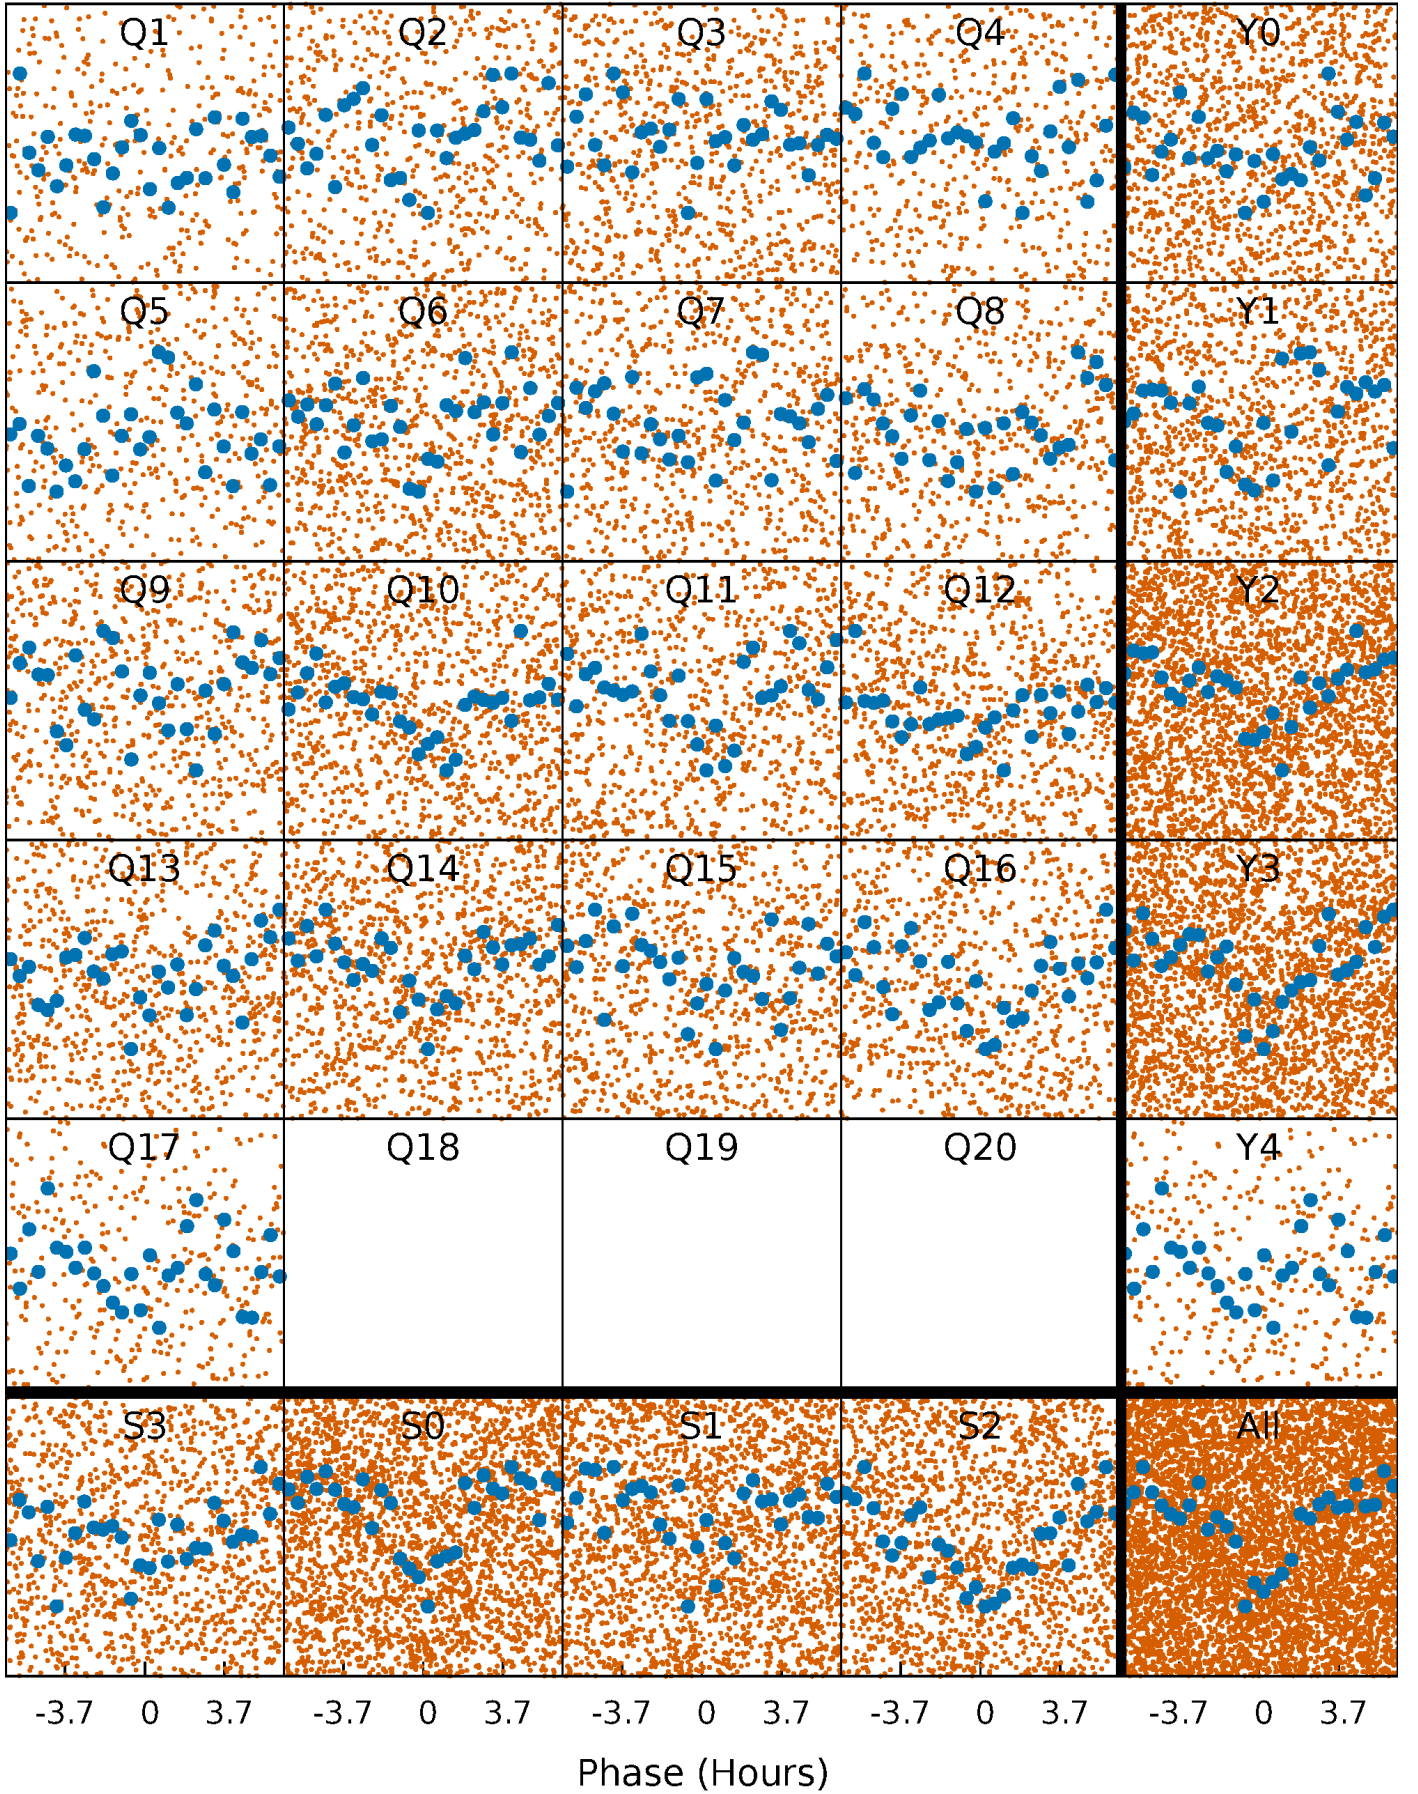 Q1 Q2 Q3 Q4 Y0
Q5 Q6 Q7 Q8 Y1
Q9 Q10 Q11 Q12 Y2
Q13 Q14 Q15 Q16 Y3
Q17 Q18 Q19 Q20 Y4
S3 S0 S1 S2 All
-3.7 0 3.7 -3.7 0 3.7 -3.7 0 3.7 -3.7 0 3.7 -3.7 0 3.7
Phase (Hours)